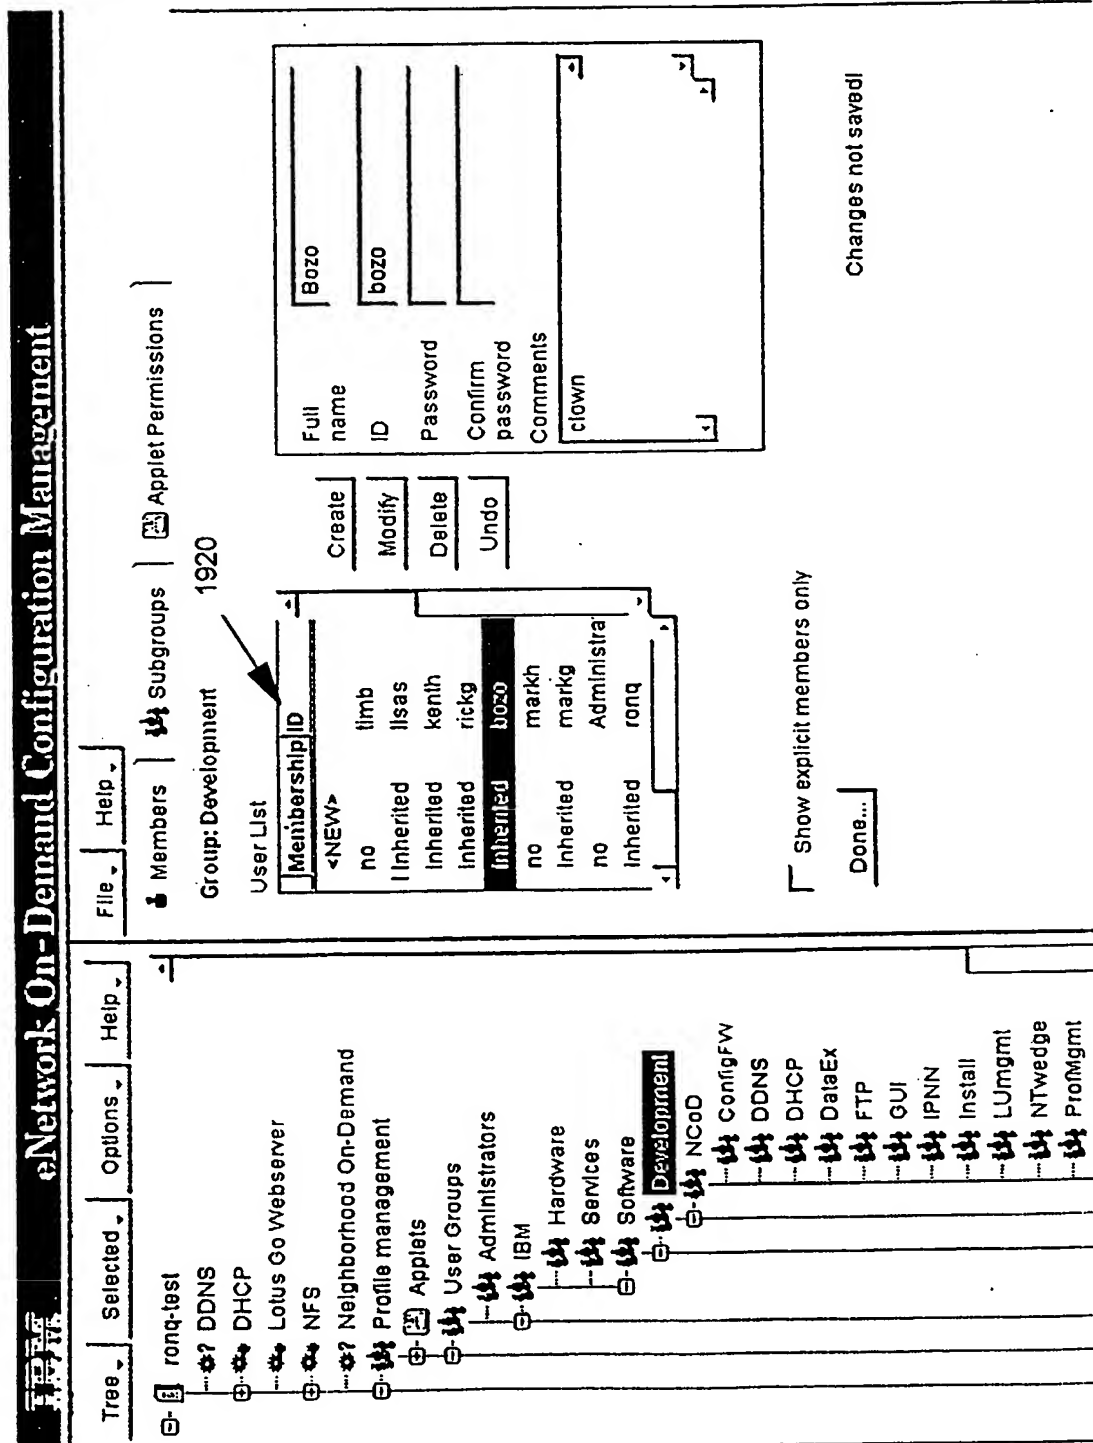 IBM eNetwork On-Demand Configuration Management
Tree Selected Options Help
ronq-test
? DDNS
DHCP
Lotus Go Webserver
NFS
? Neighborhood On-Demand
Profile management
Applets
User Groups
Administrators
IBM
Hardware
Services
Software
Development
NCoD
ConfigFW
DDNS
DHCP
DataEx
FTP
GUI
IPNN
Install
LUmgmt
NTwedge
ProfMgmt
File Help
Members Subgroups Applet Permissions
Group: Development
1920
User List
Membership ID
<NEW>
no timb
I Inherited lisas
Inherited kenth
Inherited rickg
Inherited bozo
no markh
Inherited markg
no Administra
Inherited ronq
Create
Modify
Delete
Undo
Full
name
Bozo
ID bozo
Password
Confirm
password
Comments
clown
Show explicit members only
Done...
Changes not saved!